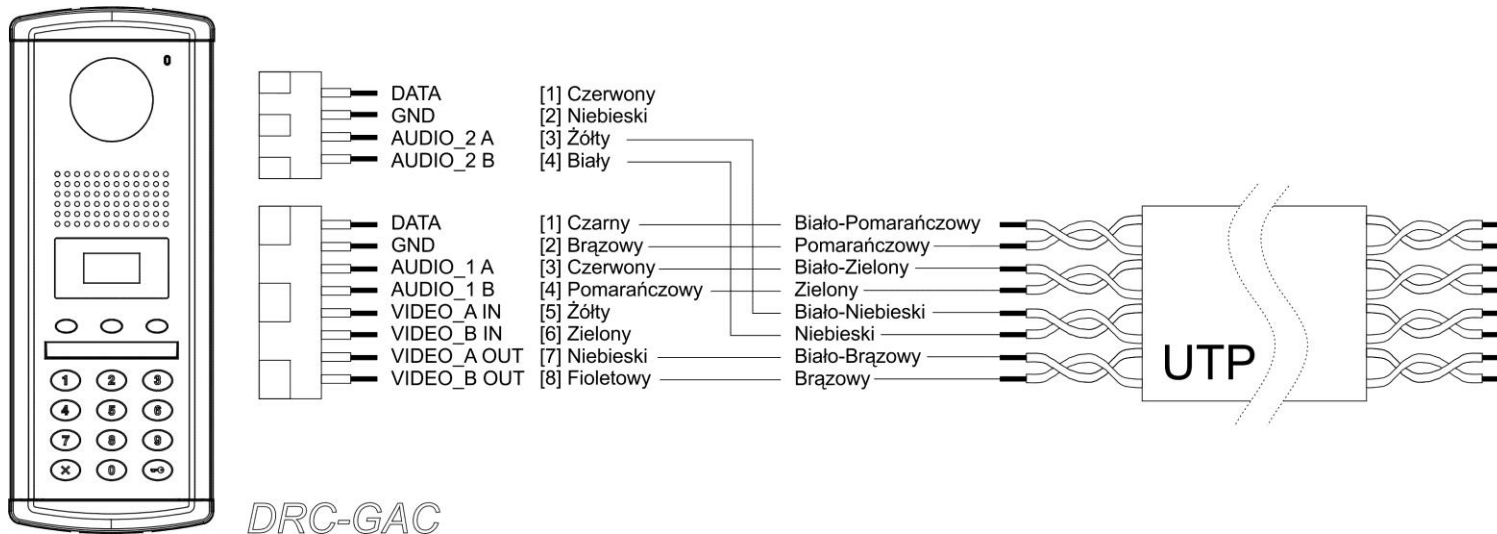 DATA [1] Czerwony
GND [2] Niebieski
AUDIO_2 A [3] Żółty
AUDIO_2 B [4] Biały
DATA [1] Czarny Biało-Pomarańczowy
GND [2] Brązowy Pomarańczowy
AUDIO_1 A [3] Czerwony Biało-Zielony
AUDIO_1 B [4] Pomarańczowy Zielony
VIDEO_A IN [5] Żółty Biało-Niebieski
VIDEO_B IN [6] Zielony Niebieski
VIDEO_A OUT [7] Niebieski Biało-Brązowy
VIDEO_B OUT [8] Fioletowy Brązowy
UTP
1 2 3
4 5 6
7 8 9
X 0
DRC-GAC